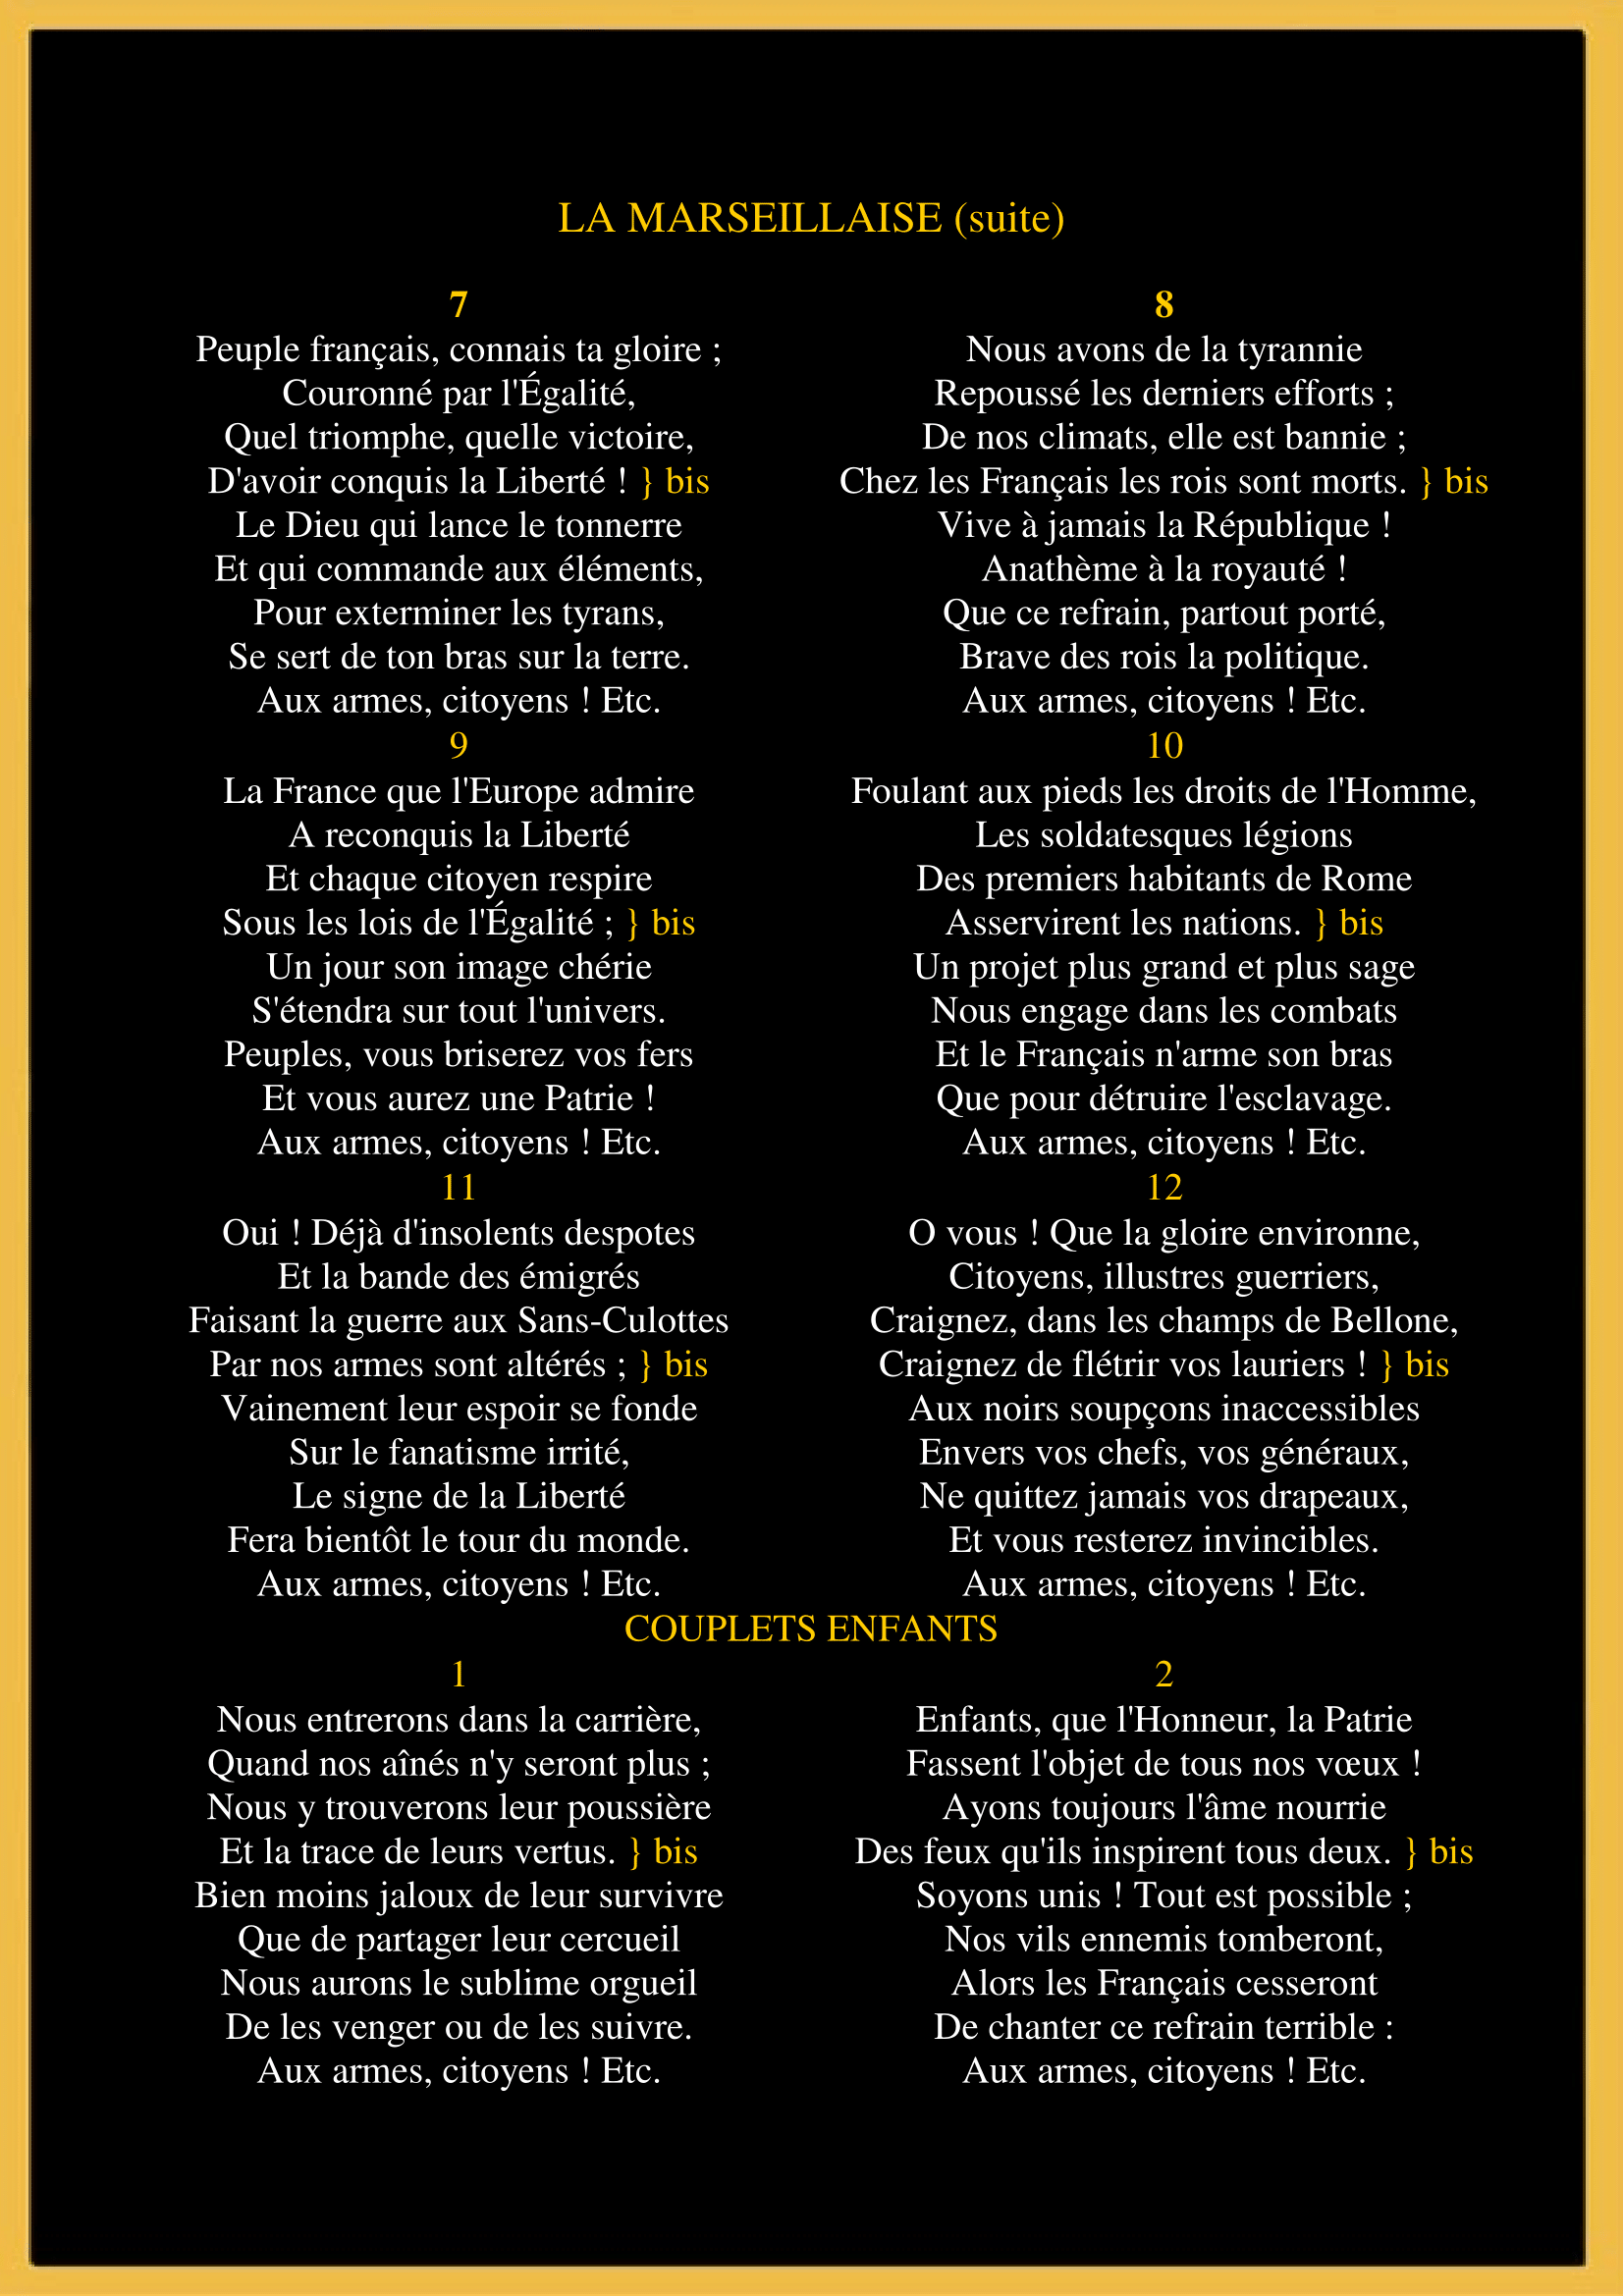 LA MARSEILLAISE (suite)
7
Peuple français, connais ta gloire ;
Couronné par l'Égalité,
Quel triomphe, quelle victoire,
D'avoir conquis la Liberté ! } bis
Le Dieu qui lance le tonnerre
Et qui commande aux éléments,
Pour exterminer les tyrans,
Se sert de ton bras sur la terre.
Aux armes, citoyens ! Etc.
8
Nous avons de la tyrannie
Repoussé les derniers efforts ;
De nos climats, elle est bannie ;
Chez les Français les rois sont morts. } bis
Vive à jamais la République !
Anathème à la royauté !
Que ce refrain, partout porté,
Brave des rois la politique.
Aux armes, citoyens ! Etc.
9
La France que l'Europe admire
A reconquis la Liberté
Et chaque citoyen respire
Sous les lois de l'Égalité ; } bis
Un jour son image chérie
S'étendra sur tout l'univers.
Peuples, vous briserez vos fers
Et vous aurez une Patrie !
Aux armes, citoyens ! Etc.
10
Foulant aux pieds les droits de l'Homme,
Les soldatesques légions
Des premiers habitants de Rome
Asservirent les nations. } bis
Un projet plus grand et plus sage
Nous engage dans les combats
Et le Français n'arme son bras
Que pour détruire l'esclavage.
Aux armes, citoyens ! Etc.
11
Oui ! Déjà d'insolents despotes
Et la bande des émigrés
Faisant la guerre aux Sans-Culottes
Par nos armes sont altérés ; } bis
Vainement leur espoir se fonde
Sur le fanatisme irrité,
Le signe de la Liberté
Fera bientôt le tour du monde.
Aux armes, citoyens ! Etc.
12
O vous ! Que la gloire environne,
Citoyens, illustres guerriers,
Craignez, dans les champs de Bellone,
Craignez de flétrir vos lauriers ! } bis
Aux noirs soupçons inaccessibles
Envers vos chefs, vos généraux,
Ne quittez jamais vos drapeaux,
Et vous resterez invincibles.
Aux armes, citoyens ! Etc.
COUPLETS ENFANTS
1
Nous entrerons dans la carrière,
Quand nos aînés n'y seront plus ;
Nous y trouverons leur poussière
Et la trace de leurs vertus. } bis
Bien moins jaloux de leur survivre
Que de partager leur cercueil
Nous aurons le sublime orgueil
De les venger ou de les suivre.
Aux armes, citoyens ! Etc.
2
Enfants, que l'Honneur, la Patrie
Fassent l'objet de tous nos vœux !
Ayons toujours l'âme nourrie
Des feux qu'ils inspirent tous deux. } bis
Soyons unis ! Tout est possible ;
Nos vils ennemis tomberont,
Alors les Français cesseront
De chanter ce refrain terrible :
Aux armes, citoyens ! Etc.